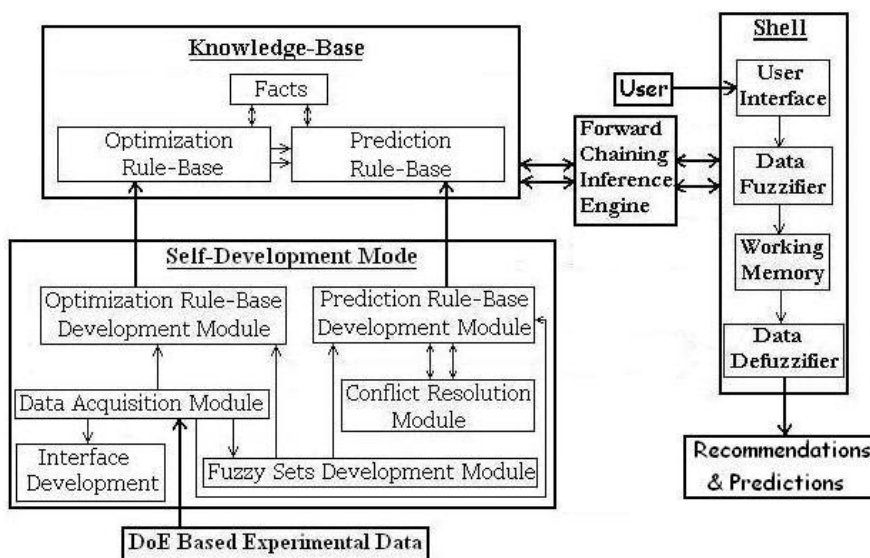 Knowledge-Base
Facts
Optimization
Rule-Base
Prediction
Rule-Base
User
Forward
Chaining
Inference
Engine
Shell
User
Interface
Data
Fuzzifier
Working
Memory
Data
Defuzzifier
Recommendations
& Predictions
Self-Development Mode
Optimization Rule-Base
Development Module
Prediction Rule-Base
Development Module
Conflict Resolution
Module
Data Acquisition Module
Interface
Development
Fuzzy Sets Development Module
DoE Based Experimental Data